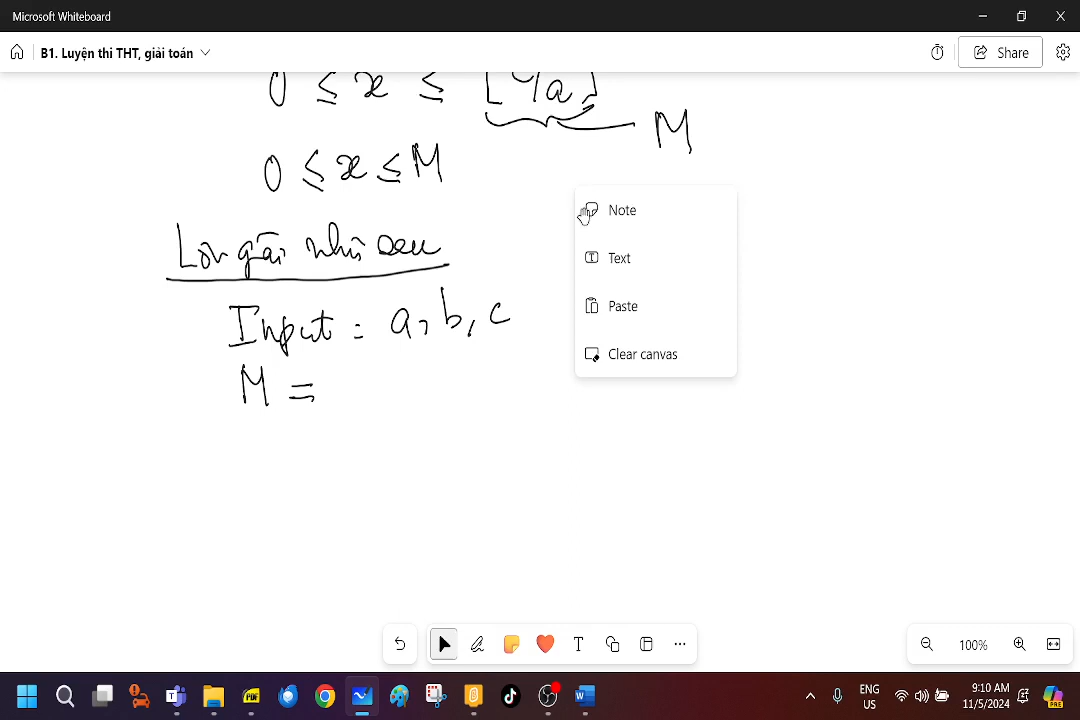 Microsoft Whiteboard
B1. Luyện thi THT, giải toán
Share
0 ≤ x ≤ [c/a]
M
0 ≤ x ≤ M
Note
Lời giải như sau
Text
Input = a, b, c
Paste
Clear canvas
M =
100%
ENG
US
9:10 AM
11/5/2024